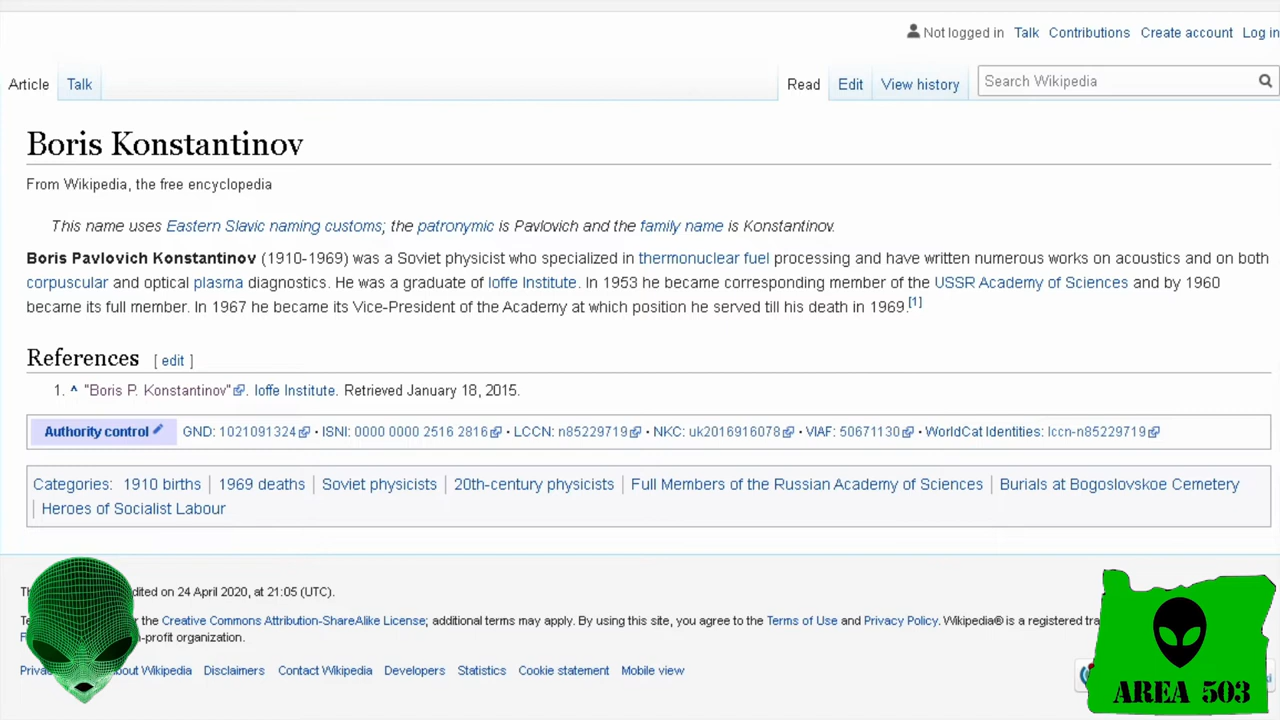 Not logged in Talk Contributions Create account Log in
Article Talk Read Edit View history Search Wikipedia
Boris Konstantinov
From Wikipedia, the free encyclopedia
This name uses Eastern Slavic naming customs; the patronymic is Pavlovich and the family name is Konstantinov.
Boris Pavlovich Konstantinov (1910-1969) was a Soviet physicist who specialized in thermonuclear fuel processing and have written numerous works on acoustics and on both
corpuscular and optical plasma diagnostics. He was a graduate of Ioffe Institute. In 1953 he became corresponding member of the USSR Academy of Sciences and by 1960
became its full member. In 1967 he became its Vice-President of the Academy at which position he served till his death in 1969.[1]
References [ edit ]
1. ^ "Boris P. Konstantinov". Ioffe Institute. Retrieved January 18, 2015.
Authority control GND: 1021091324 · ISNI: 0000 0000 2516 2816 · LCCN: n85229719 · NKC: uk2016916078 · VIAF: 50671130 · WorldCat Identities: lccn-n85229719
Categories: 1910 births | 1969 deaths | Soviet physicists | 20th-century physicists | Full Members of the Russian Academy of Sciences | Burials at Bogoslovskoe Cemetery
| Heroes of Socialist Labour
dited on 24 April 2020, at 21:05 (UTC).
the Creative Commons Attribution-ShareAlike License; additional terms may apply. By using this site, you agree to the Terms of Use and Privacy Policy. Wikipedia® is a registered
-profit organization.
Wikipedia Disclaimers Contact Wikipedia Developers Statistics Cookie statement Mobile view
AREA 503